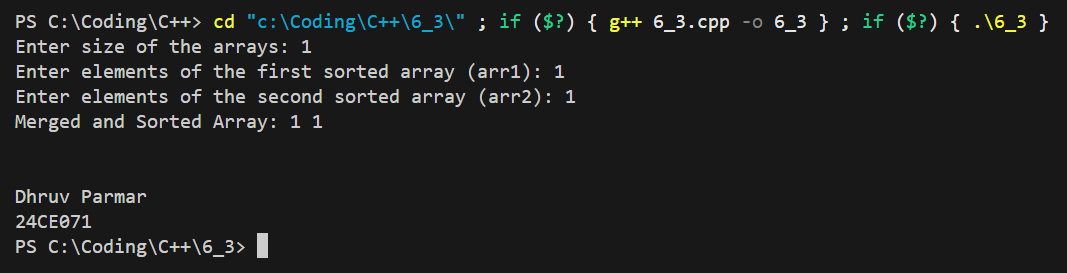 PS C:\Coding\C++> cd "c:\Coding\C++\6_3\" ; if ($?) { g++ 6_3.cpp -o 6_3 } ; if ($?) { .\6_3 }
Enter size of the arrays: 1
Enter elements of the first sorted array (arr1): 1
Enter elements of the second sorted array (arr2): 1
Merged and Sorted Array: 1 1
Dhruv Parmar
24CE071
PS C:\Coding\C++\6_3>